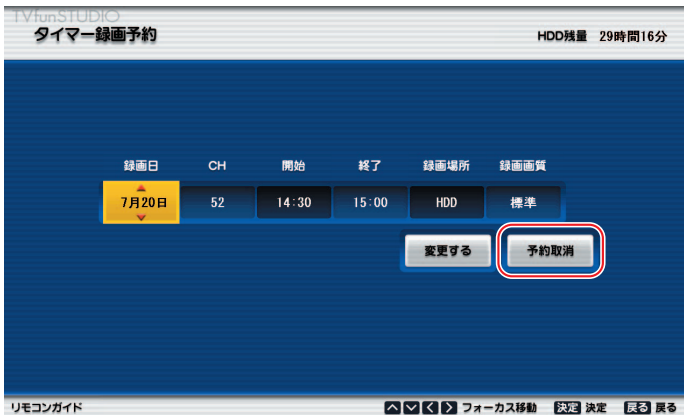 TVfunSTUDIO
タイマー録画予約
HDD残量 29時間16分
録画日 CH 開始 終了 録画場所 録画画質
7月20日 52 14:30 15:00 HDD 標準
変更する 予約取消
リモコンガイド フォーカス移動 決定 決定 戻る 戻る